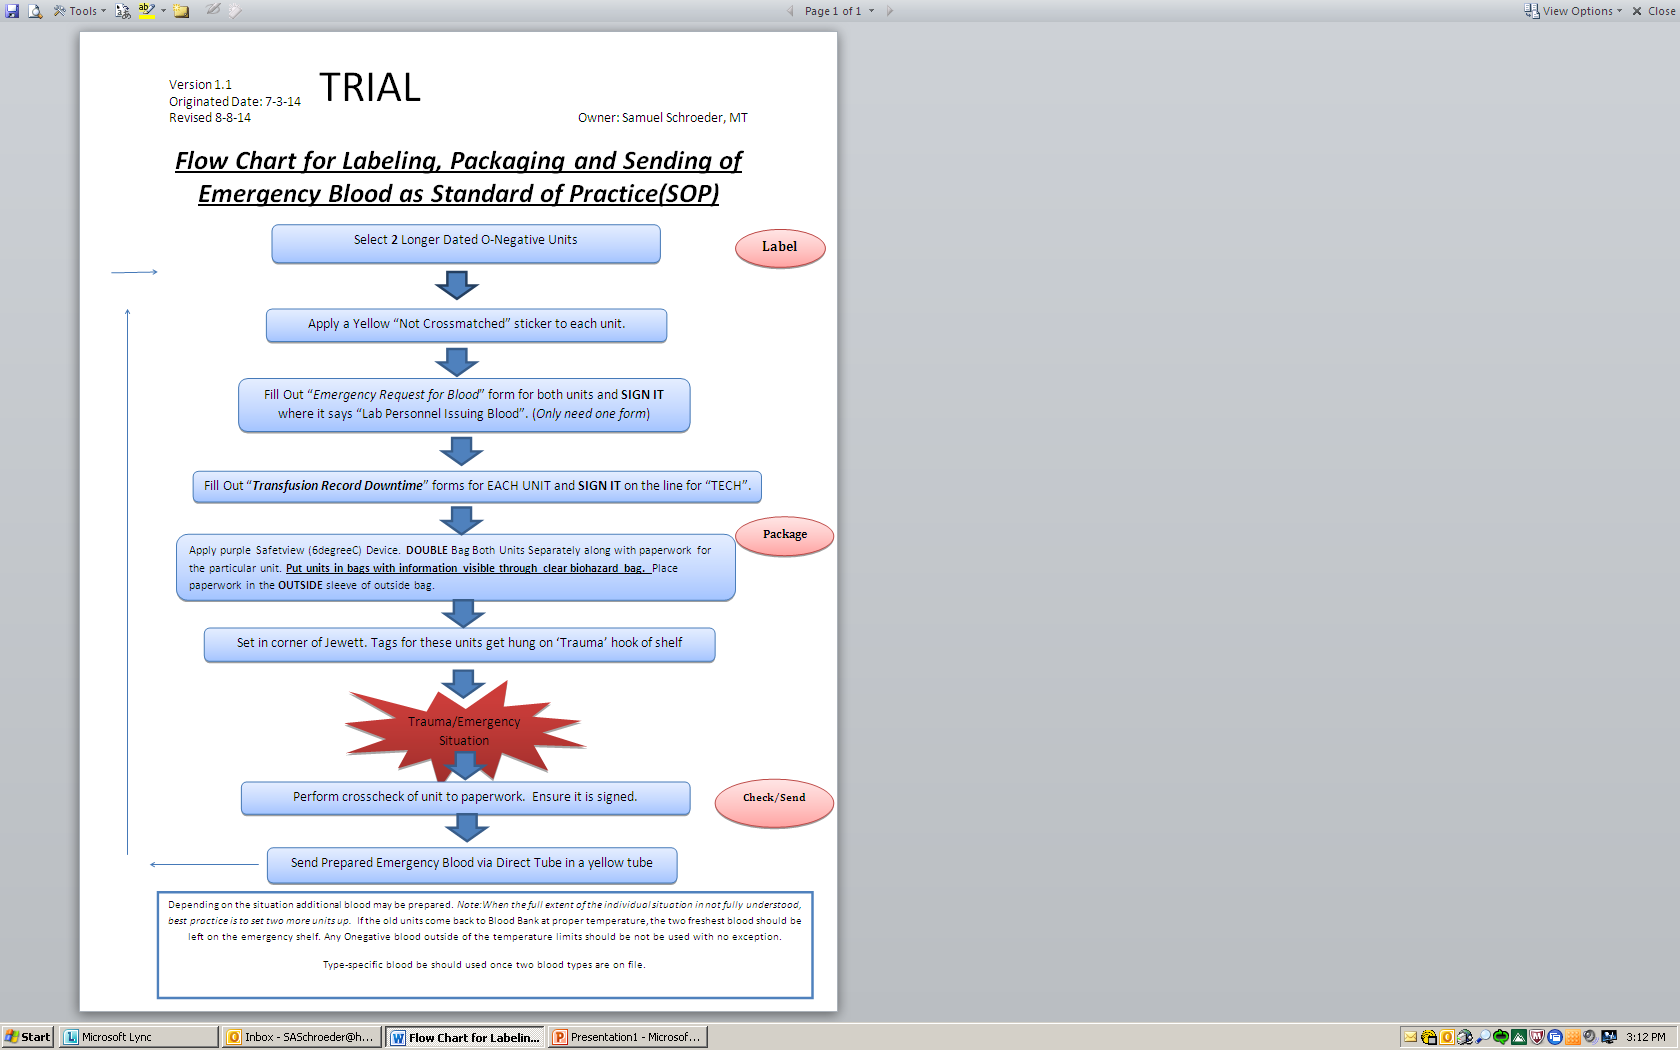 Tools
Page 1 of 1
View Options
Close
Version 1.1
TRIAL
Originated Date: 7-3-14
Revised 8-8-14
Owner: Samuel Schroeder, MT
Flow Chart for Labeling, Packaging and Sending of
Emergency Blood as Standard of Practice(SOP)
Select 2 Longer Dated O-Negative Units
Label
Apply a Yellow “Not Crossmatched” sticker to each unit.
Fill Out “Emergency Request for Blood” form for both units and SIGN IT
where it says “Lab Personnel Issuing Blood”. (Only need one form)
Fill Out “Transfusion Record Downtime” forms for EACH UNIT and SIGN IT on the line for “TECH”.
Package
Apply purple Safetview (6degreeC) Device. DOUBLE Bag Both Units Separately along with paperwork for
the particular unit. Put units in bags with information visible through clear biohazard bag. Place
paperwork in the OUTSIDE sleeve of outside bag.
Set in corner of Jewett. Tags for these units get hung on ‘Trauma’ hook of shelf
Trauma/Emergency
Situation
Perform crosscheck of unit to paperwork. Ensure it is signed.
Check/Send
Send Prepared Emergency Blood via Direct Tube in a yellow tube
Depending on the situation additional blood may be prepared. Note:When the full extent of the individual situation in not fully understood,
best practice is to set two more units up. If the old units come back to Blood Bank at proper temperature, the two freshest blood should be
left on the emergency shelf. Any Onegative blood outside of the temperature limits should be not be used with no exception.
Type-specific blood be should used once two blood types are on file.
Start
Microsoft Lync
Inbox - SASchroeder@h...
Flow Chart for Labelin...
Presentation1 - Microsof...
3:12 PM